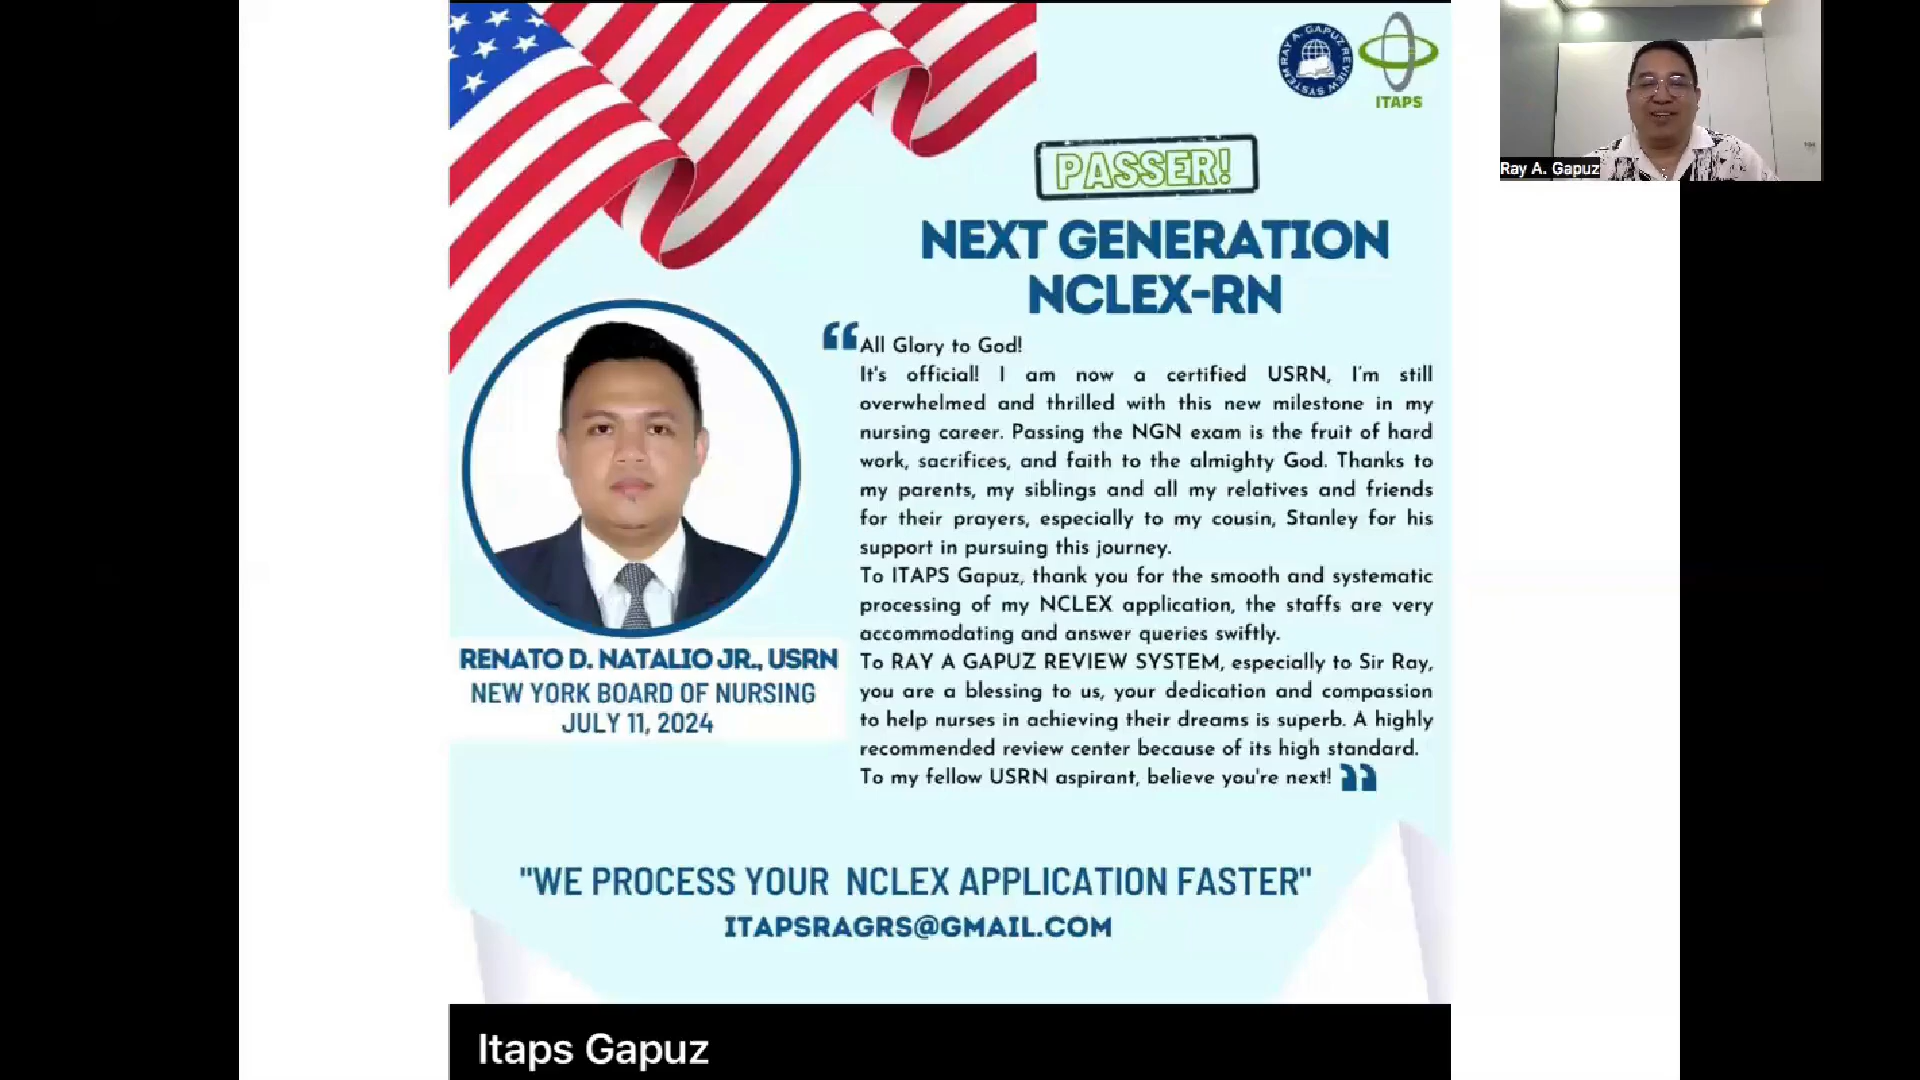 RAY A. GAPUZ REVIEW SYSTEM
ITAPS
Ray A. Gapuz
PASSER!
NEXT GENERATION
NCLEX-RN
“All Glory to God!
It's official! I am now a certified USRN, I'm still
overwhelmed and thrilled with this new milestone in my
nursing career. Passing the NGN exam is the fruit of hard
work, sacrifices, and faith to the almighty God. Thanks to
my parents, my siblings and all my relatives and friends
for their prayers, especially to my cousin, Stanley for his
support in pursuing this journey.
To ITAPS Gapuz, thank you for the smooth and systematic
processing of my NCLEX application, the staffs are very
accommodating and answer queries swiftly.
To RAY A GAPUZ REVIEW SYSTEM, especially to Sir Ray,
you are a blessing to us, your dedication and compassion
to help nurses in achieving their dreams is superb. A highly
recommended review center because of its high standard.
To my fellow USRN aspirant, believe you're next!”
RENATO D. NATALIO JR., USRN
NEW YORK BOARD OF NURSING
JULY 11, 2024
"WE PROCESS YOUR NCLEX APPLICATION FASTER"
ITAPSRAGRS@GMAIL.COM
Itaps Gapuz